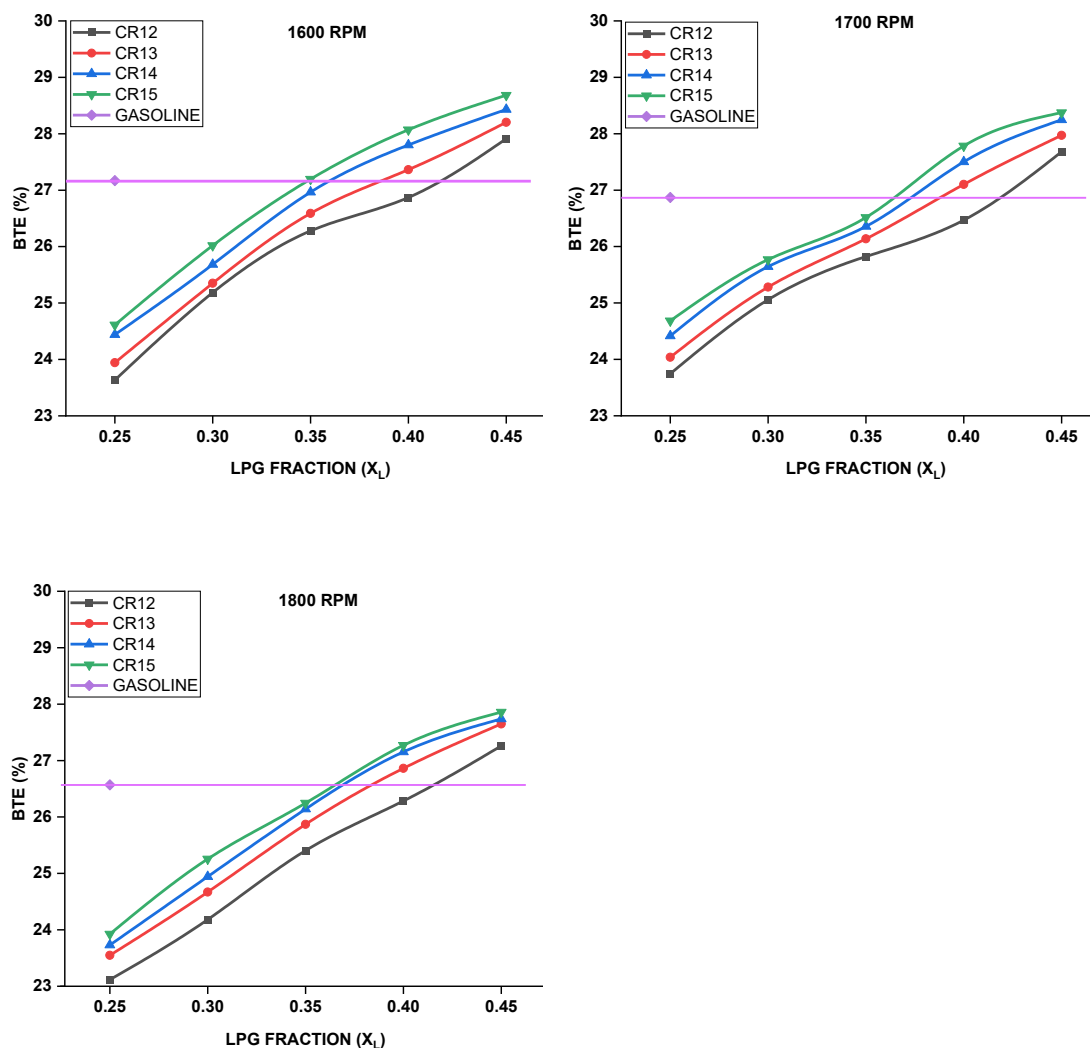 1600 RPM
CR12
CR13
CR14
CR15
GASOLINE
30
29
28
27
26
25
24
23
BTE (%)
0.25 0.30 0.35 0.40 0.45
LPG FRACTION (X_L)
1700 RPM
CR12
CR13
CR14
CR15
GASOLINE
30
29
28
27
26
25
24
23
BTE (%)
0.25 0.30 0.35 0.40 0.45
LPG FRACTION (X_L)
1800 RPM
CR12
CR13
CR14
CR15
GASOLINE
30
29
28
27
26
25
24
23
BTE (%)
0.25 0.30 0.35 0.40 0.45
LPG FRACTION (X_L)